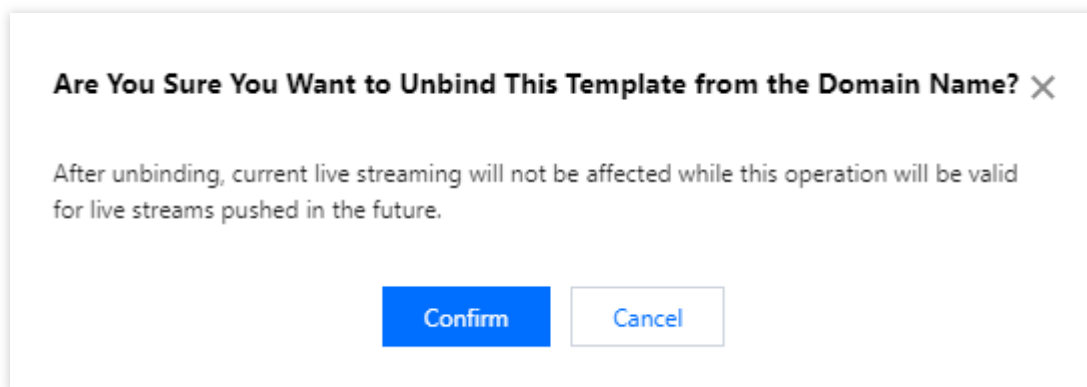 Are You Sure You Want to Unbind This Template from the Domain Name?
After unbinding, current live streaming will not be affected while this operation will be valid
for live streams pushed in the future.
Confirm
Cancel